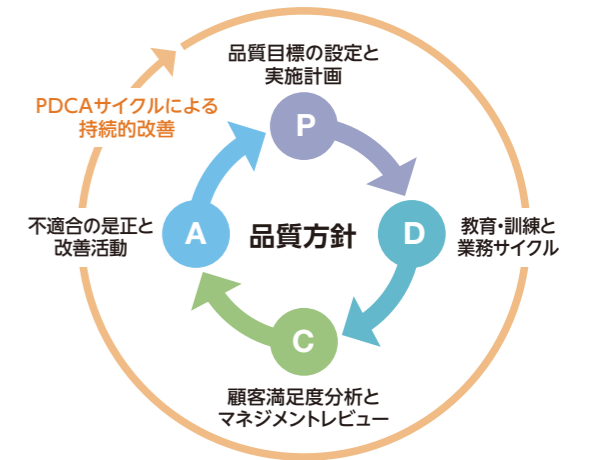 品質目標の設定と
実施計画
PDCAサイクルによる
持続的改善
P
不適合の是正と
改善活動
A
品質方針
D
教育・訓練と
業務サイクル
C
顧客満足度分析と
マネジメントレビュー